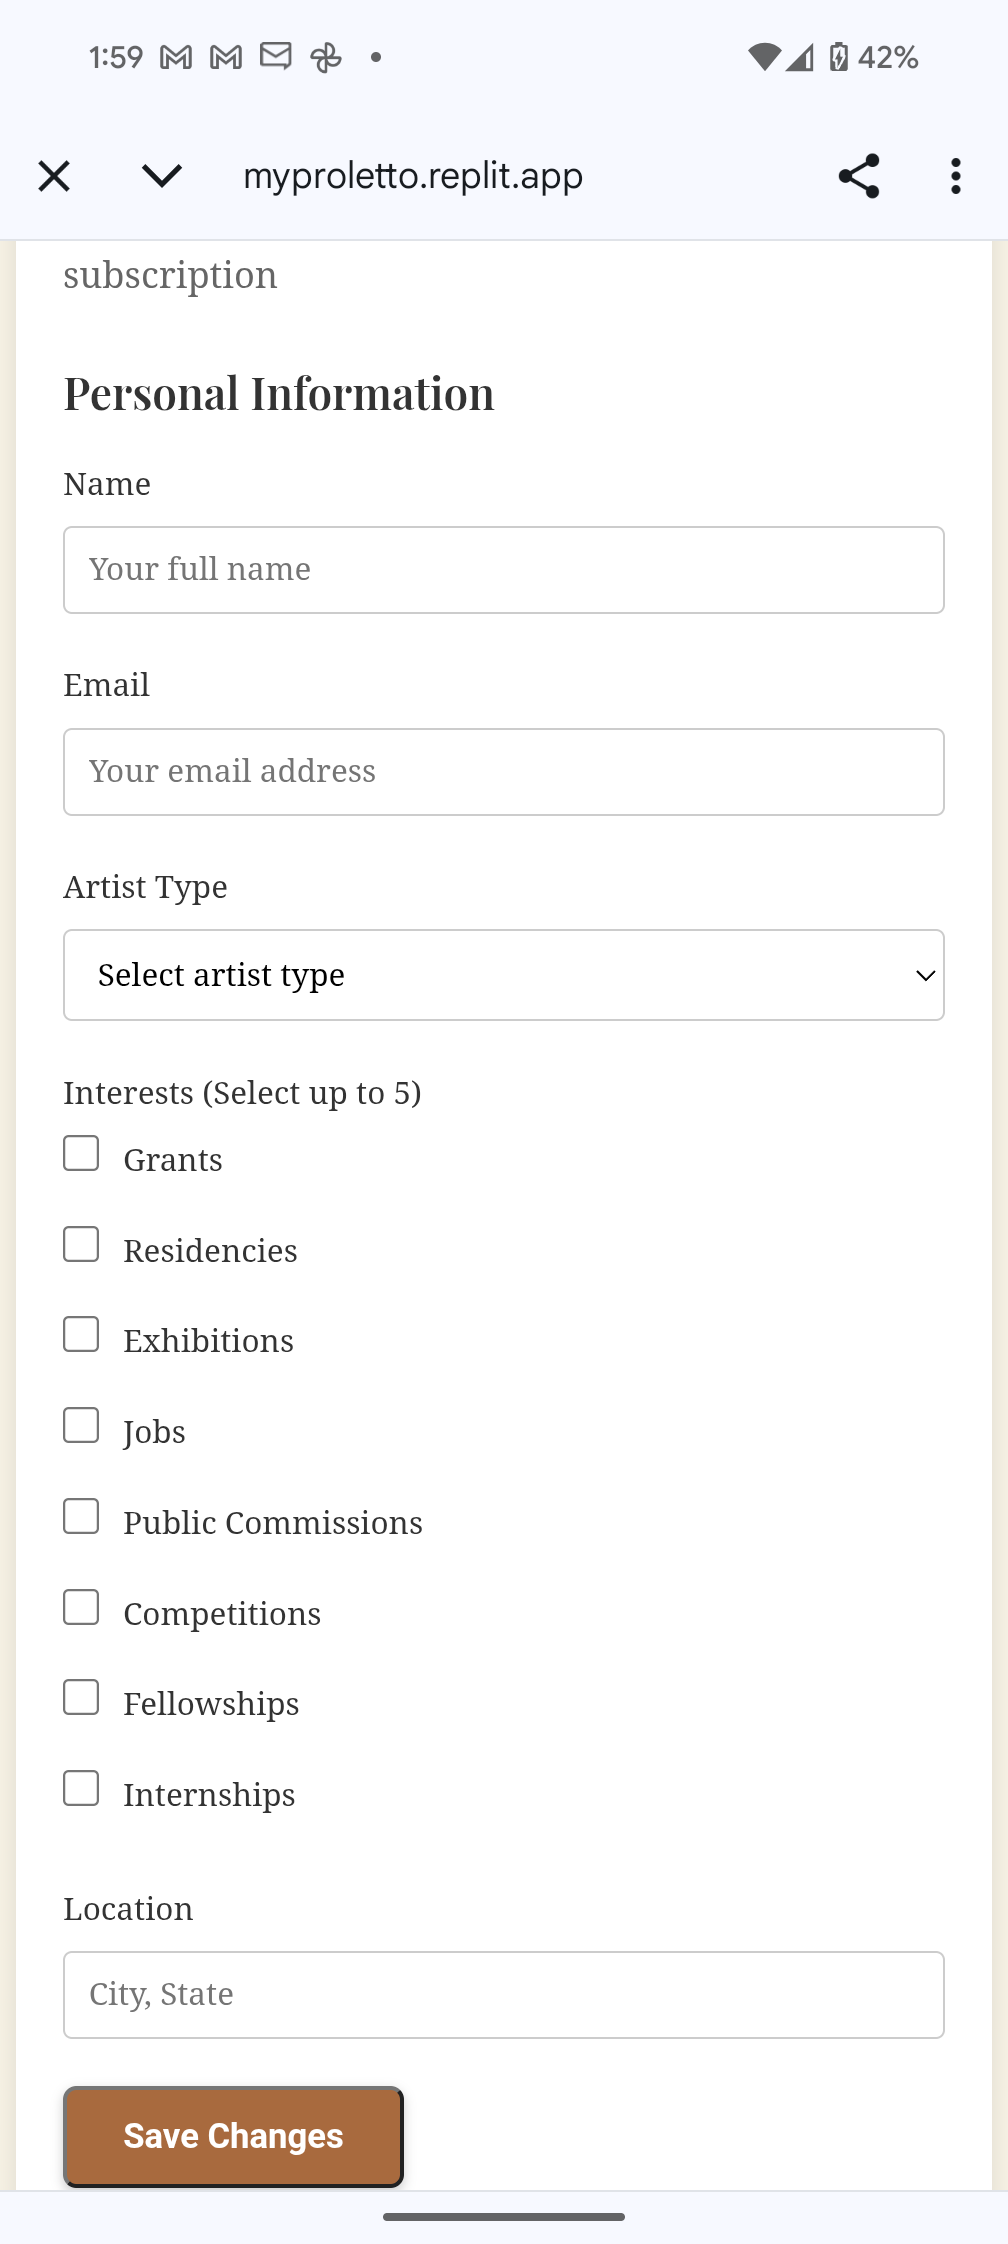 1:59 42%
myproletto.replit.app
subscription
Personal Information
Name
Your full name
Email
Your email address
Artist Type
Select artist type
Interests (Select up to 5)
Grants
Residencies
Exhibitions
Jobs
Public Commissions
Competitions
Fellowships
Internships
Location
City, State
Save Changes